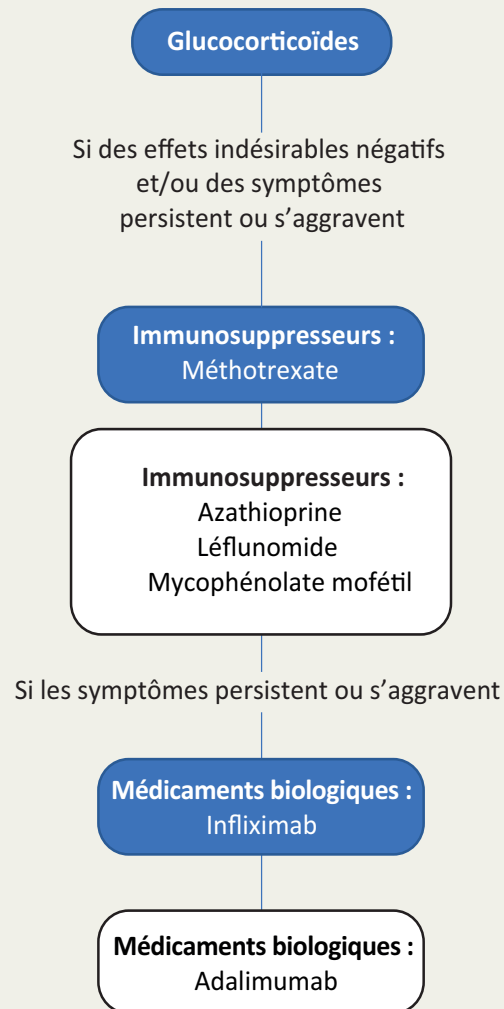 Glucocorticoïdes
Si des effets indésirables négatifs
et/ou des symptômes
persistent ou s’aggravent
Immunosuppresseurs :
Méthotrexate
Immunosuppresseurs :
Azathioprine
Léflunomide
Mycophénolate mofétil
Si les symptômes persistent ou s’aggravent
Médicaments biologiques :
Infliximab
Médicaments biologiques :
Adalimumab